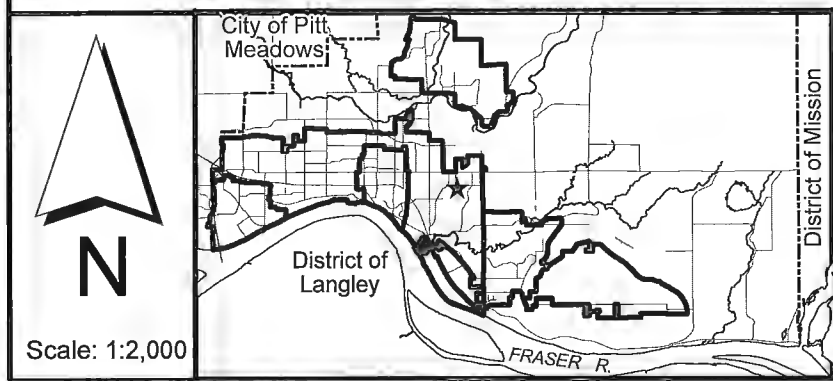 City of Pitt
Meadows
District of Mission
District of
Langley
N
Scale: 1:2,000
FRASER R.